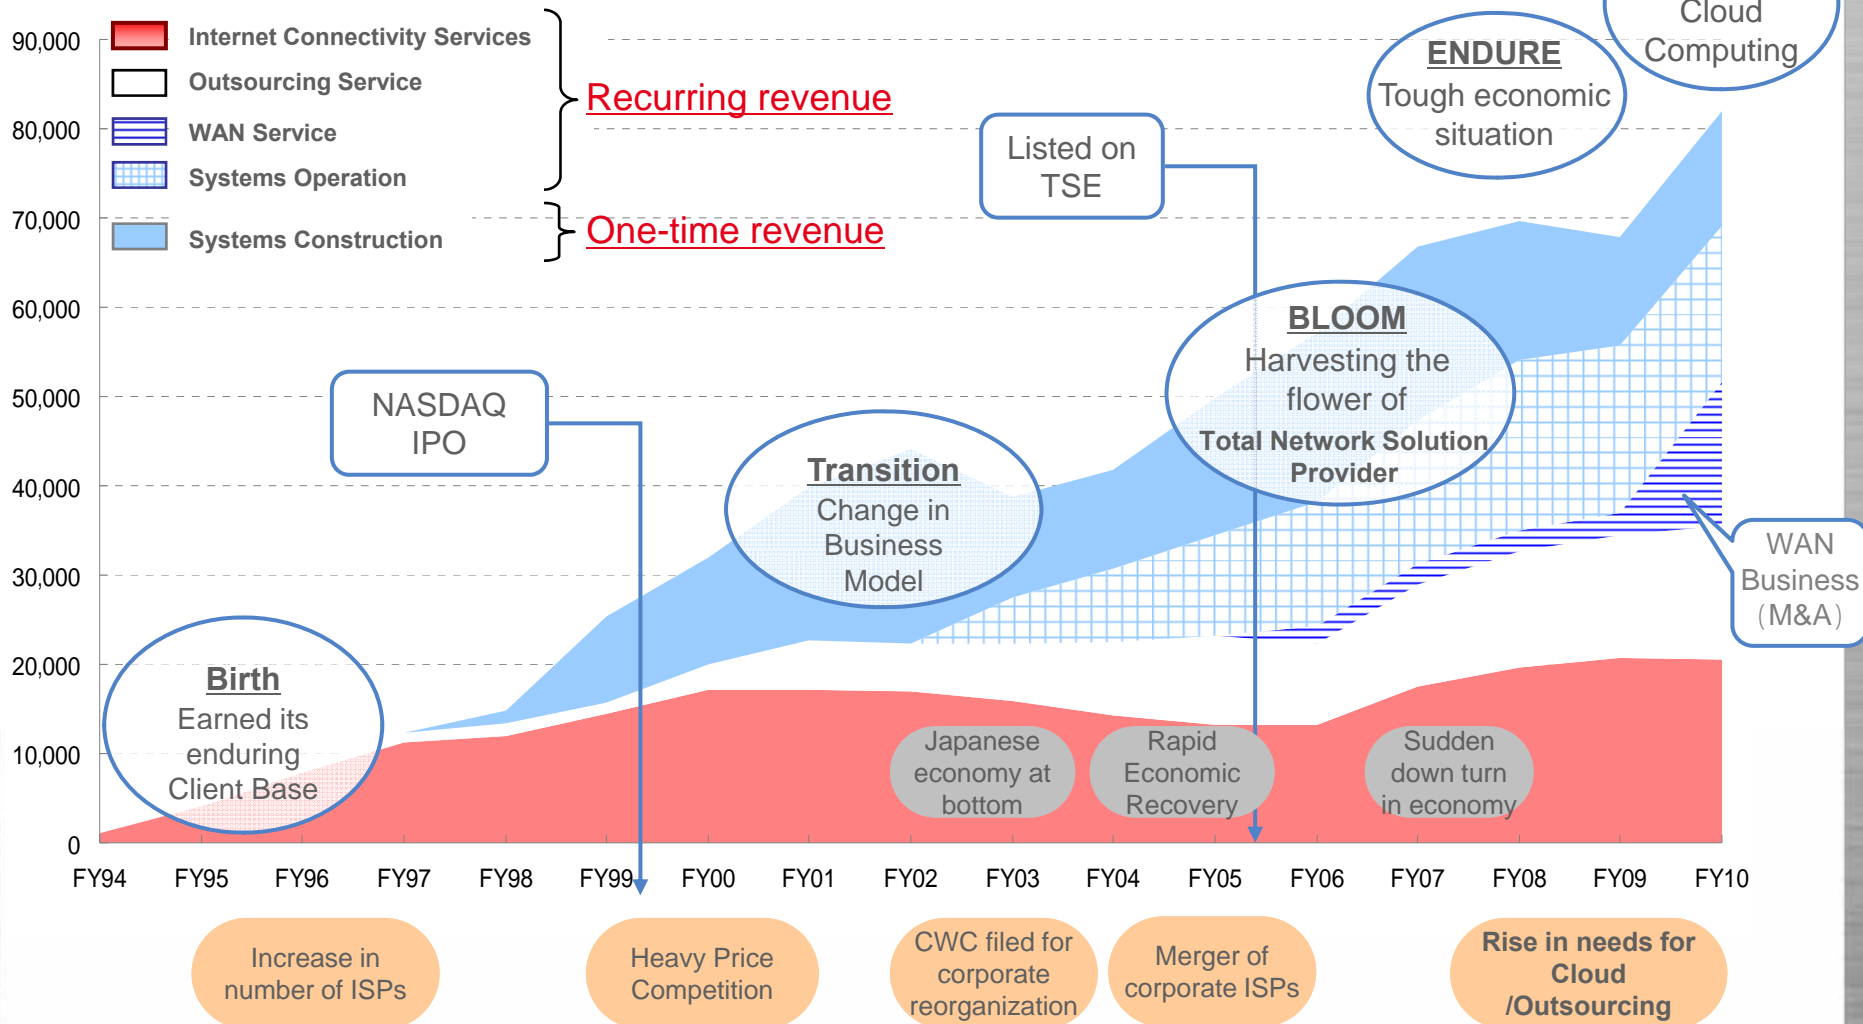 Cloud
Computing
90,000
80,000
70,000
60,000
50,000
40,000
30,000
20,000
10,000
0
Internet Connectivity Services
Outsourcing Service
WAN Service
Systems Operation
Systems Construction
Recurring revenue
One-time revenue
ENDURE
Tough economic
situation
Listed on
TSE
BLOOM
Harvesting the
flower of
Total Network Solution
Provider
NASDAQ
IPO
Transition
Change in
Business
Model
WAN
Business
(M&A)
Birth
Earned its
enduring
Client Base
Japanese
economy at
bottom
Rapid
Economic
Recovery
Sudden
down turn
in economy
FY94 FY95 FY96 FY97 FY98 FY99 FY00 FY01 FY02 FY03 FY04 FY05 FY06 FY07 FY08 FY09 FY10
Increase in
number of ISPs
Heavy Price
Competition
CWC filed for
corporate
reorganization
Merger of
corporate ISPs
Rise in needs for
Cloud
/Outsourcing